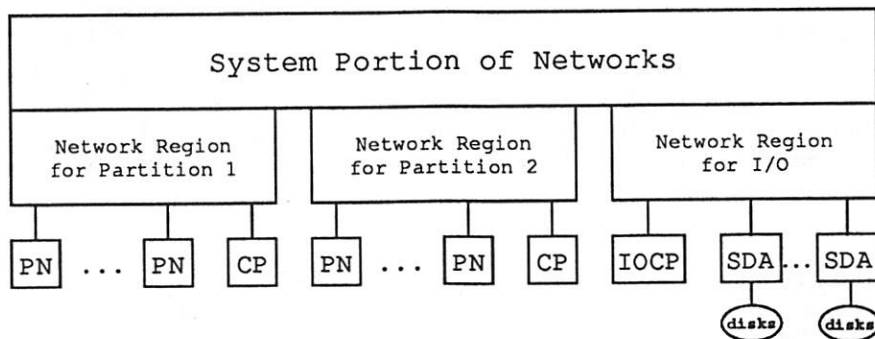 System Portion of Networks
Network Region
for Partition 1
Network Region
for Partition 2
Network Region
for I/O
PN ... PN CP PN ... PN CP IOCP SDA ... SDA
disks disks